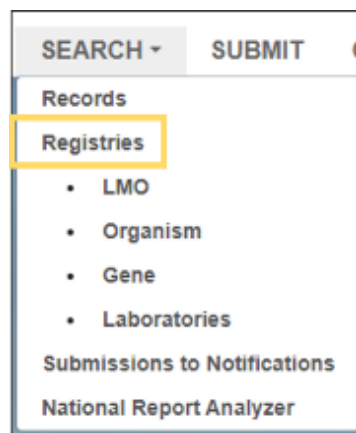 SEARCH SUBMIT
Records
Registries
• LMO
• Organism
• Gene
• Laboratories
Submissions to Notifications
National Report Analyzer